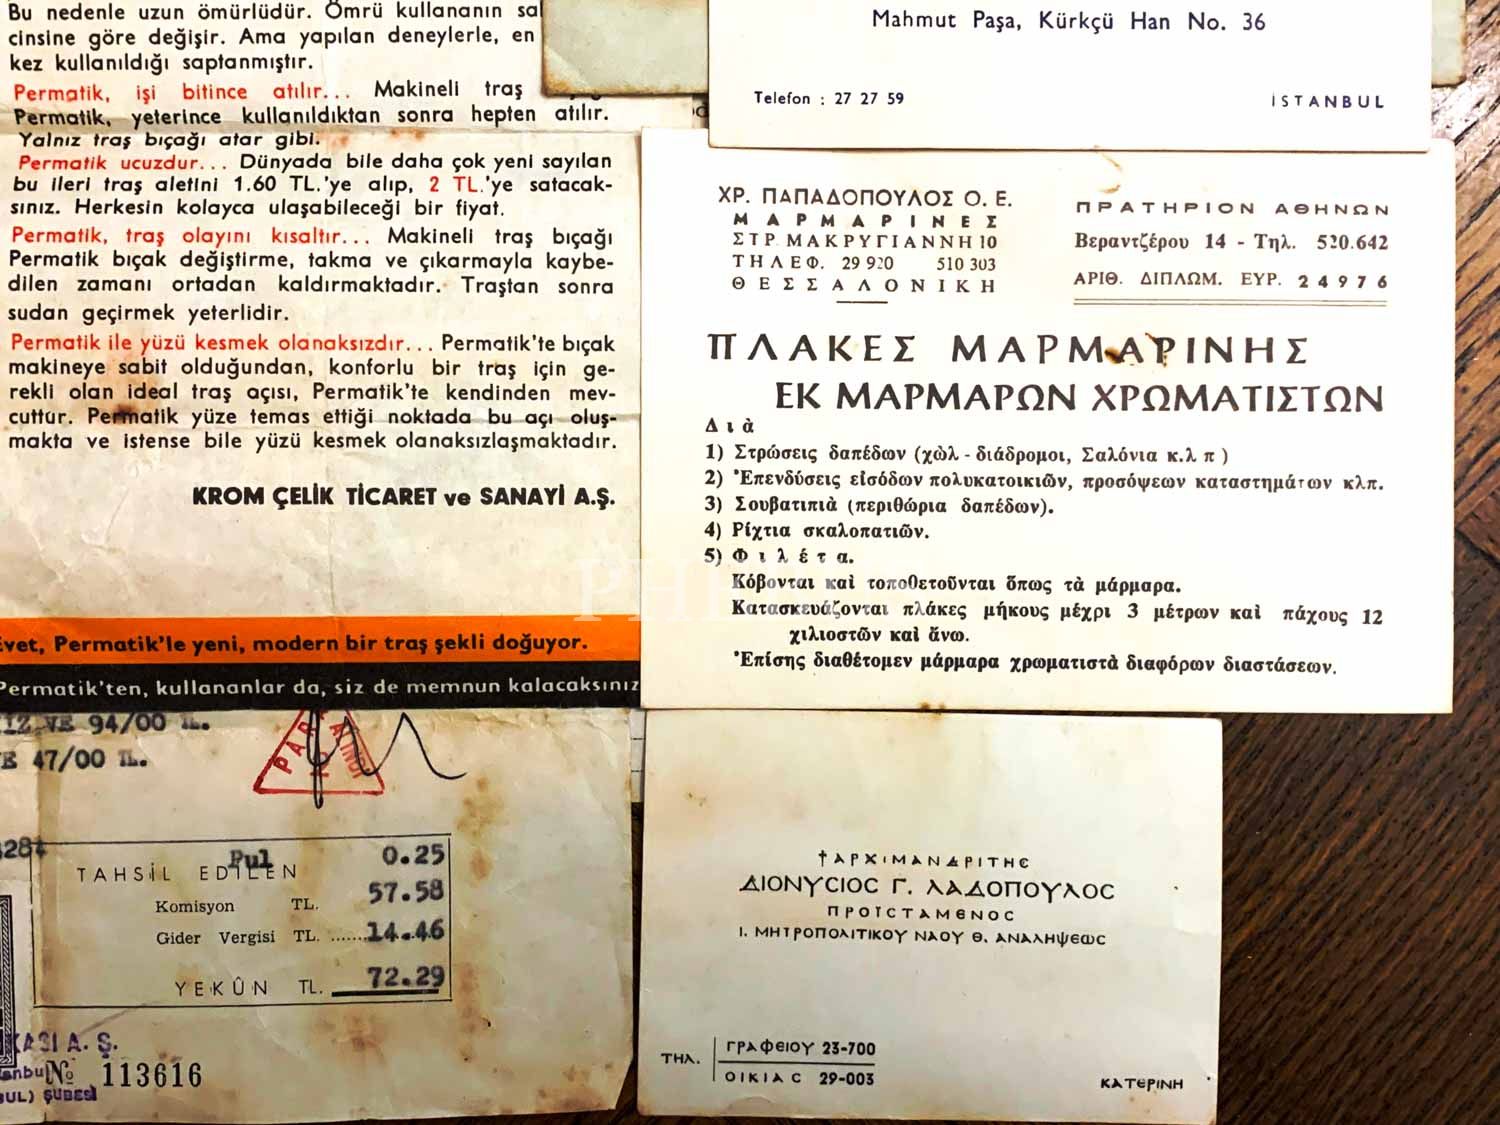 Bu nedenle uzun ömürlüdür. Ömrü kullananın
cinsine göre değişir. Ama yapılan deneylerle, en
kez kullanıldığı saptanmıştır.
Permatik, işi bitince atılır... Makineli traş
Permatik, yeterince kullanıldıktan sonra hepten atılır.
Yalnız traş bıçağı atar gibi.
Permatik ucuzdur... Dünyada bile daha çok yeni sayılan
bu ileri traş aletini 1.60 TL.'ye alıp, 2 TL.'ye satacak-
sınız. Herkesin kolayca ulaşabileceği bir fiyat.
Permatik, traş olayını kısaltır... Makineli traş bıçağı
Permatik bıçak değiştirme, takma ve çıkarmayla kaybe-
dilen zamanı ortadan kaldırmaktadır. Traştan sonra
sudan geçirmek yeterlidir.
Permatik ile yüzü kesmek olanaksızdır... Permatik'te bıçak
makineye sabit olduğundan, konforlu bir traş için ge-
rekli olan ideal traş açısı, Permatik'te kendinden mev-
cuttur. Permatik yüze temas ettiği noktada bu açı oluş-
makta ve istense bile yüzü kesmek olanaksızlaşmaktadır.
KROM ÇELİK TİCARET ve SANAYİ A.Ş.
Evet, Permatik'le yeni, modern bir traş şekli doğuyor.
Permatik'ten, kullananlar da, siz de memnun kalacaksınız
Mahmut Paşa, Kürkçü Han No. 36
Telefon : 27 27 59
İSTANBUL
ΧΡ. ΠΑΠΑΔΟΠΟΥΛΟΣ Ο. Ε.
ΜΑΡΜΑΡΙΝΕΣ
ΣΤΡ. ΜΑΚΡΥΓΙΑΝΝΗ 10
ΤΗΛΕΦ. 29 920 510 303
ΘΕΣΣΑΛΟΝΙΚΗ
ΠΡΑΤΗΡΙΟΝ ΑΘΗΝΩΝ
Βεραντζέρου 14 - Τηλ. 520.642
ΑΡΙΘ. ΔΙΠΛΩΜ. ΕΥΡ. 24976
ΠΛΑΚΕΣ ΜΑΡΜΑΡΙΝΗΣ
ΕΚ ΜΑΡΜΑΡΩΝ ΧΡΩΜΑΤΙΣΤΩΝ
Διὰ
1) Στρώσεις δαπέδων (χὼλ - διάδρομοι, Σαλόνια κ.λ π )
2) Ἐπενδύσεις εἰσόδων πολυκατοικιῶν, προσόψεων καταστημάτων κλπ.
3) Σουβατιπιὰ (περιθώρια δαπέδων).
4) Ρίχτια σκαλοπατιῶν.
5) Φιλέτα.
Κόβονται καὶ τοποθετοῦνται ὅπως τὰ μάρμαρα.
Κατασκευάζονται πλάκες μήκους μέχρι 3 μέτρων καὶ πάχους 12
χιλιοστῶν καὶ ἄνω.
Ἐπίσης διαθέτομεν μάρμαρα χρωματιστὰ διαφόρων διαστάσεων.
VE 94/00 TL.
47/00 TL.
TAHSİL EDİLEN
Pul 0.25
Komisyon TL. 57.58
Gider Vergisi TL. ....... 14.46
YEKÛN TL. 72.29
A. Ş.
No 113616
ŞUBESİ
†ΑΡΧΙΜΑΝΔΡΙΤΗΣ
ΔΙΟΝΥΣΙΟΣ Γ. ΛΑΔΟΠΟΥΛΟΣ
ΠΡΟΪΣΤΑΜΕΝΟΣ
Ι. ΜΗΤΡΟΠΟΛΙΤΙΚΟΥ ΝΑΟΥ Θ. ΑΝΑΛΗΨΕΩΣ
ΤΗΛ.
ΓΡΑΦΕΙΟΥ 23-700
ΟΙΚΙΑΣ 29-003
ΚΑΤΕΡΙΝΗ